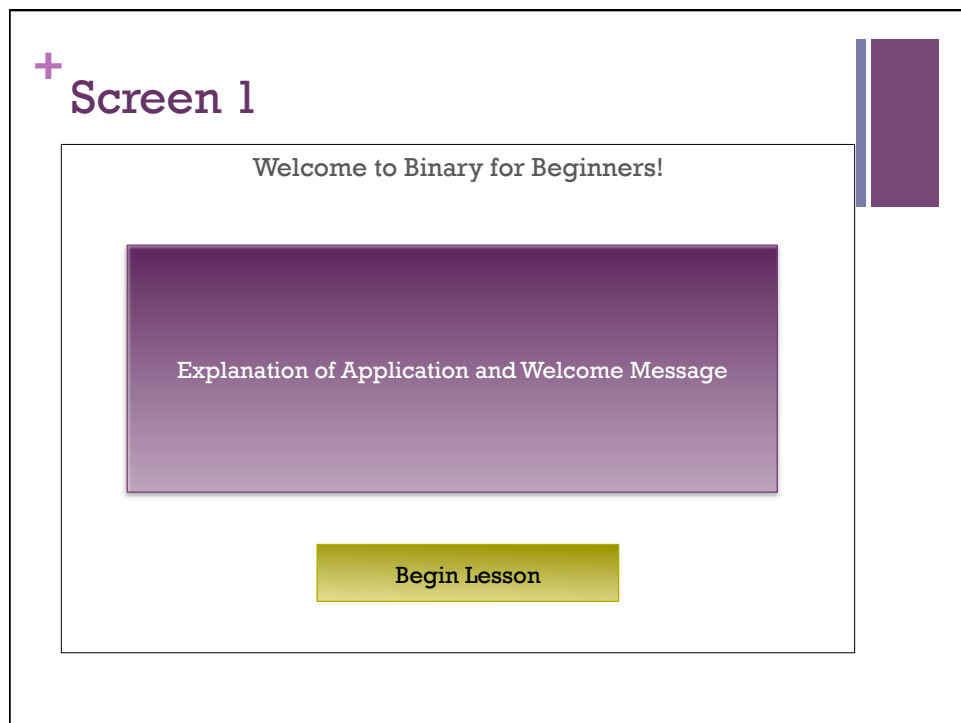 +
Screen 1
Welcome to Binary for Beginners!
Explanation of Application and Welcome Message
Begin Lesson